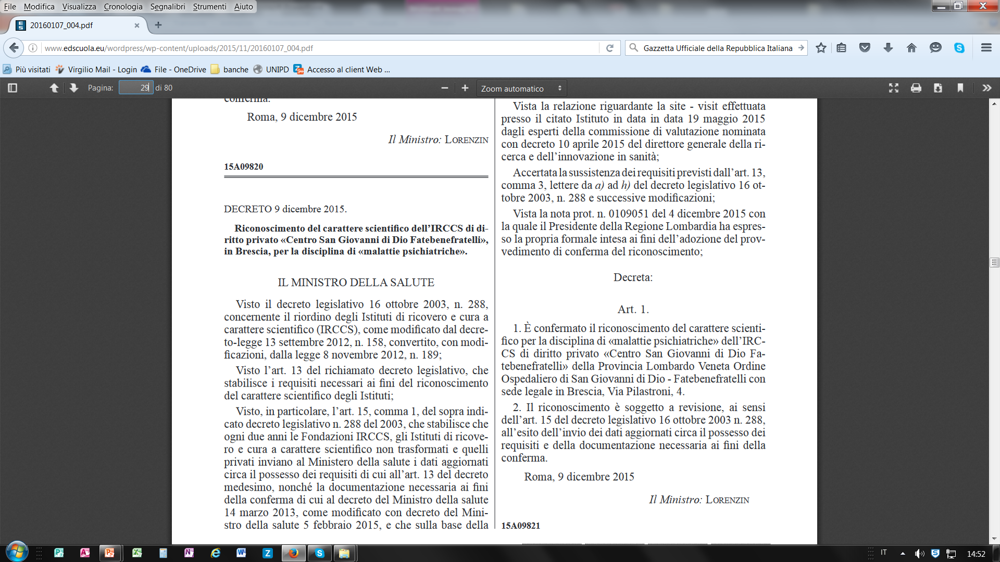 File Modifica Visualizza Cronologia Segnalibri Strumenti Aiuto
20160107_004.pdf
www.edscuola.eu/wordpress/wp-content/uploads/2015/11/20160107_004.pdf
Gazzetta Ufficiale della Repubblica Italiana
Più visitati Virgilio Mail - Login File - OneDrive banche UNIPD Accesso al client Web ...
Pagina: 29 di 80 Zoom automatico
conferma.
Roma, 9 dicembre 2015
Il Ministro: LORENZIN
15A09820
DECRETO 9 dicembre 2015.
Riconoscimento del carattere scientifico dell’IRCCS di di-
ritto privato «Centro San Giovanni di Dio Fatebenefratelli»,
in Brescia, per la disciplina di «malattie psichiatriche».
IL MINISTRO DELLA SALUTE
Visto il decreto legislativo 16 ottobre 2003, n. 288,
concernente il riordino degli Istituti di ricovero e cura a
carattere scientifico (IRCCS), come modificato dal decre-
to-legge 13 settembre 2012, n. 158, convertito, con modi-
ficazioni, dalla legge 8 novembre 2012, n. 189;
Visto l’art. 13 del richiamato decreto legislativo, che
stabilisce i requisiti necessari ai fini del riconoscimento
del carattere scientifico degli Istituti;
Visto, in particolare, l’art. 15, comma 1, del sopra indi-
cato decreto legislativo n. 288 del 2003, che stabilisce che
ogni due anni le Fondazioni IRCCS, gli Istituti di ricove-
ro e cura a carattere scientifico non trasformati e quelli
privati inviano al Ministero della salute i dati aggiornati
circa il possesso dei requisiti di cui all’art. 13 del decreto
medesimo, nonché la documentazione necessaria ai fini
della conferma di cui al decreto del Ministro della salute
14 marzo 2013, come modificato con decreto del Mini-
stro della salute 5 febbraio 2015, e che sulla base della
Vista la relazione riguardante la site - visit effettuata
presso il citato Istituto in data in data 19 maggio 2015
dagli esperti della commissione di valutazione nominata
con decreto 10 aprile 2015 del direttore generale della ri-
cerca e dell’innovazione in sanità;
Accertata la sussistenza dei requisiti previsti dall’art. 13,
comma 3, lettere da a) ad h) del decreto legislativo 16 ot-
tobre 2003, n. 288 e successive modificazioni;
Vista la nota prot. n. 0109051 del 4 dicembre 2015 con
la quale il Presidente della Regione Lombardia ha espres-
so la propria formale intesa ai fini dell’adozione del prov-
vedimento di conferma del riconoscimento;
Decreta:
Art. 1.
1. È confermato il riconoscimento del carattere scienti-
fico per la disciplina di «malattie psichiatriche» dell’IRC-
CS di diritto privato «Centro San Giovanni di Dio Fa-
tebenefratelli» della Provincia Lombardo Veneta Ordine
Ospedaliero di San Giovanni di Dio - Fatebenefratelli con
sede legale in Brescia, Via Pilastroni, 4.
2. Il riconoscimento è soggetto a revisione, ai sensi
dell’art. 15 del decreto legislativo 16 ottobre 2003 n. 288,
all’esito dell’invio dei dati aggiornati circa il possesso dei
requisiti e della documentazione necessaria ai fini della
conferma.
Roma, 9 dicembre 2015
Il Ministro: LORENZIN
15A09821
IT 14:52